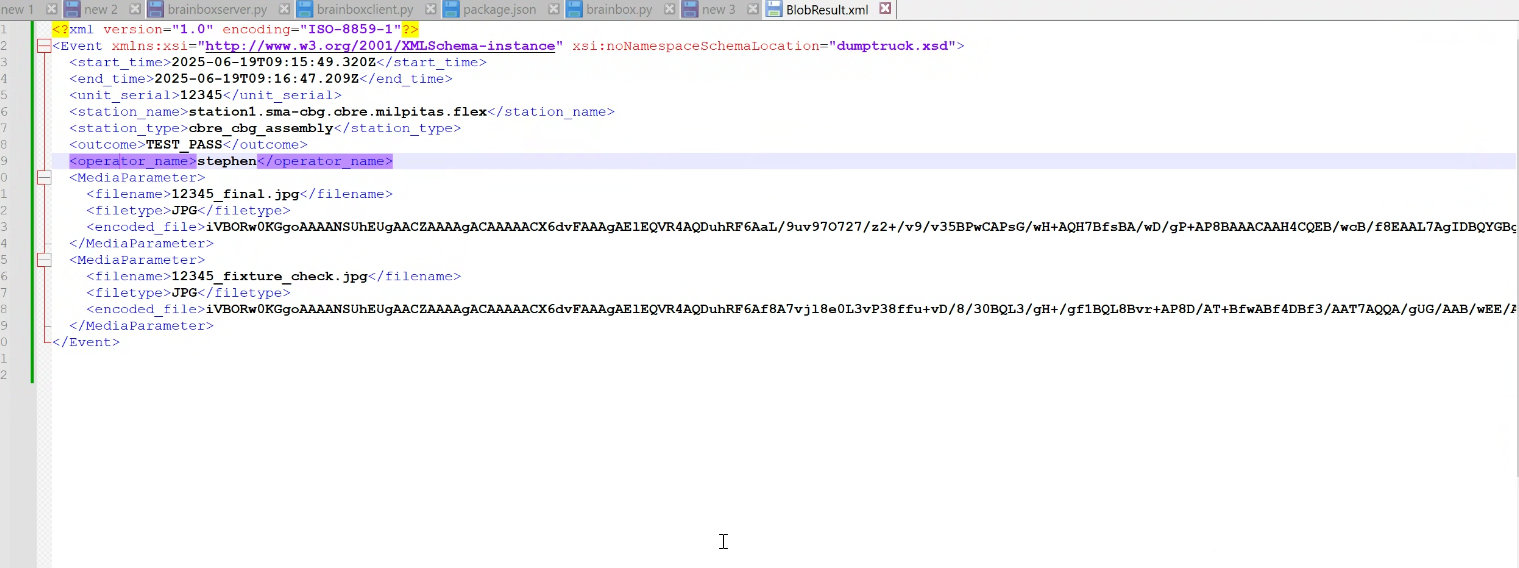 new 1 new 2 brainboxserver.py brainboxclient.py package.json brainbox.py new 3 BlobResult.xml
1 <?xml version="1.0" encoding="ISO-8859-1"?>
2 <Event xmlns:xsi="http://www.w3.org/2001/XMLSchema-instance" xsi:noNamespaceSchemaLocation="dumptruck.xsd">
3 <start_time>2025-06-19T09:15:49.320Z</start_time>
4 <end_time>2025-06-19T09:16:47.209Z</end_time>
5 <unit_serial>12345</unit_serial>
6 <station_name>station1.sma-cbg.cbre.milpitas.flex</station_name>
7 <station_type>cbre_cbg_assembly</station_type>
8 <outcome>TEST_PASS</outcome>
9 <operator_name>stephen</operator_name>
0 <MediaParameter>
1 <filename>12345_final.jpg</filename>
2 <filetype>JPG</filetype>
3 <encoded_file>iVBORw0KGgoAAAANSUhEUgAACZAAAAgACAAAAACX6dvFAAAgAElEQVR4AQDuhRF6AaL/9uv97O727/z2+/v9/v35BPwCAPsG/wH+AQH7BfsBA/wD/gP+AP8BAAACAAH4CQEB/wcB/f8EAAL7AgIDBQYGBg
4 </MediaParameter>
5 <MediaParameter>
6 <filename>12345_fixture_check.jpg</filename>
7 <filetype>JPG</filetype>
8 <encoded_file>iVBORw0KGgoAAAANSUhEUgAACZAAAAgACAAAAACX6dvFAAAgAElEQVR4AQDuhRF6Af8A7vjl8e0L3vP38ffu+vD/8/30BQL3/gH+/gf1BQL8Bvr+AP8D/AT+BfwABf4DBf3/AAT7AQQA/gUG/AAB/wEE/A
9 </MediaParameter>
0 </Event>
1
2